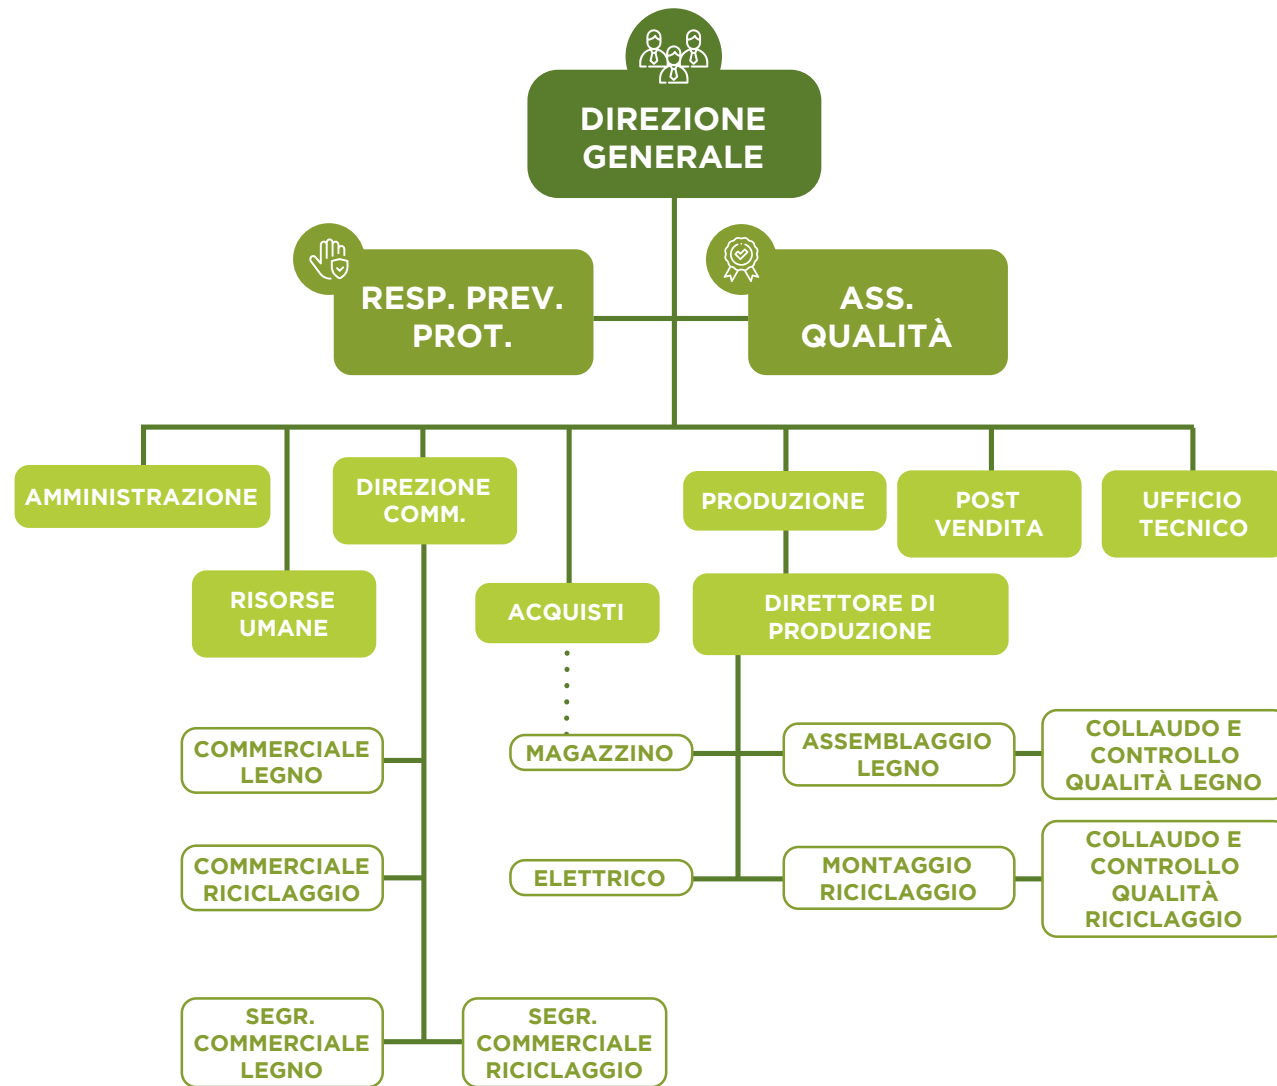 DIREZIONE
GENERALE
RESP. PREV.
PROT.
ASS.
QUALITÀ
AMMINISTRAZIONE
RISORSE
UMANE
DIREZIONE
COMM.
ACQUISTI
PRODUZIONE
POST
VENDITA
UFFICIO
TECNICO
DIRETTORE DI
PRODUZIONE
COMMERCIALE
LEGNO
MAGAZZINO
ASSEMBLAGGIO
LEGNO
COLLAUDO E
CONTROLLO
QUALITÀ LEGNO
COMMERCIALE
RICICLAGGIO
ELETTRICO
MONTAGGIO
RICICLAGGIO
COLLAUDO E
CONTROLLO
QUALITÀ
RICICLAGGIO
SEGR.
COMMERCIALE
LEGNO
SEGR.
COMMERCIALE
RICICLAGGIO